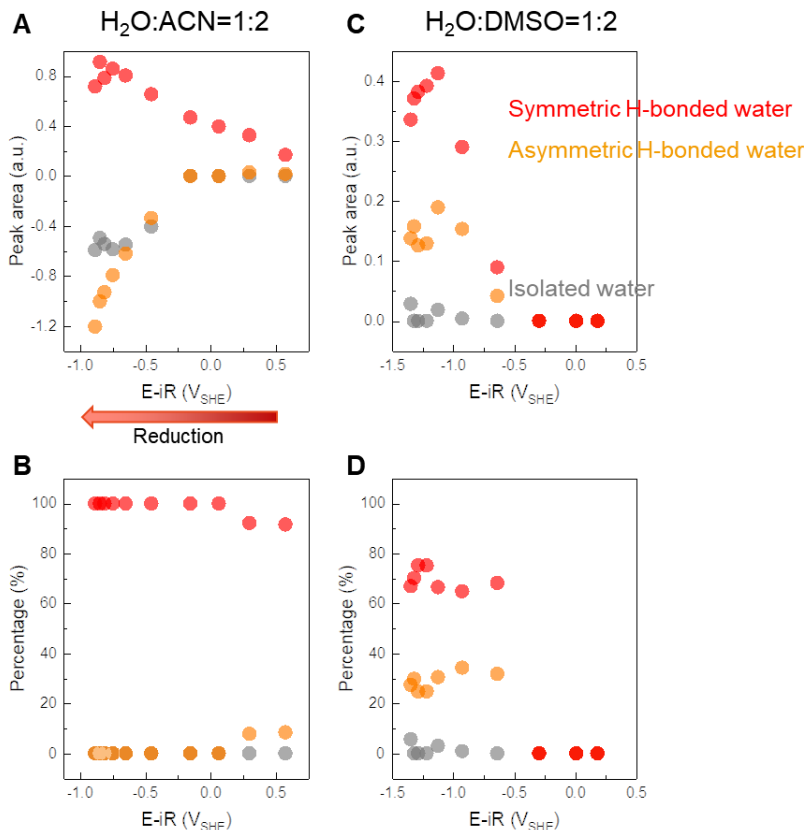 A
H₂O:ACN=1:2
C
H₂O:DMSO=1:2
Peak area (a.u.)
0.8
0.4
0.0
-0.4
-0.8
-1.2
-1.0
-0.5
0.0
0.5
E-iR (V_SHE)
Reduction
Peak area (a.u.)
0.4
0.3
0.2
0.1
0.0
-1.5
-1.0
-0.5
0.0
0.5
E-iR (V_SHE)
Symmetric H-bonded water
Asymmetric H-bonded water
Isolated water
B
Percentage (%)
100
80
60
40
20
0
-1.0
-0.5
0.0
0.5
E-iR (V_SHE)
D
Percentage (%)
100
80
60
40
20
0
-1.5
-1.0
-0.5
0.0
0.5
E-iR (V_SHE)